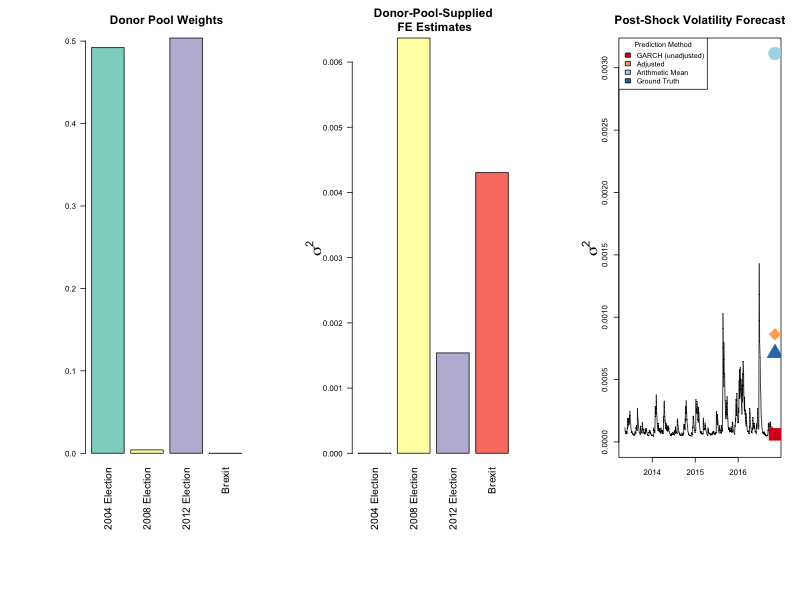 Donor Pool Weights
0.5
0.4
0.3
0.2
0.1
0.0
2004 Election
2008 Election
2012 Election
Brexit
Donor-Pool-Supplied
FE Estimates
σ²
0.006
0.005
0.004
0.003
0.002
0.001
0.000
2004 Election
2008 Election
2012 Election
Brexit
Post-Shock Volatility Forecast
Prediction Method
GARCH (unadjusted)
Adjusted
Arithmetic Mean
Ground Truth
σ²
0.0030
0.0025
0.0020
0.0015
0.0010
0.0005
0.0000
2014
2015
2016